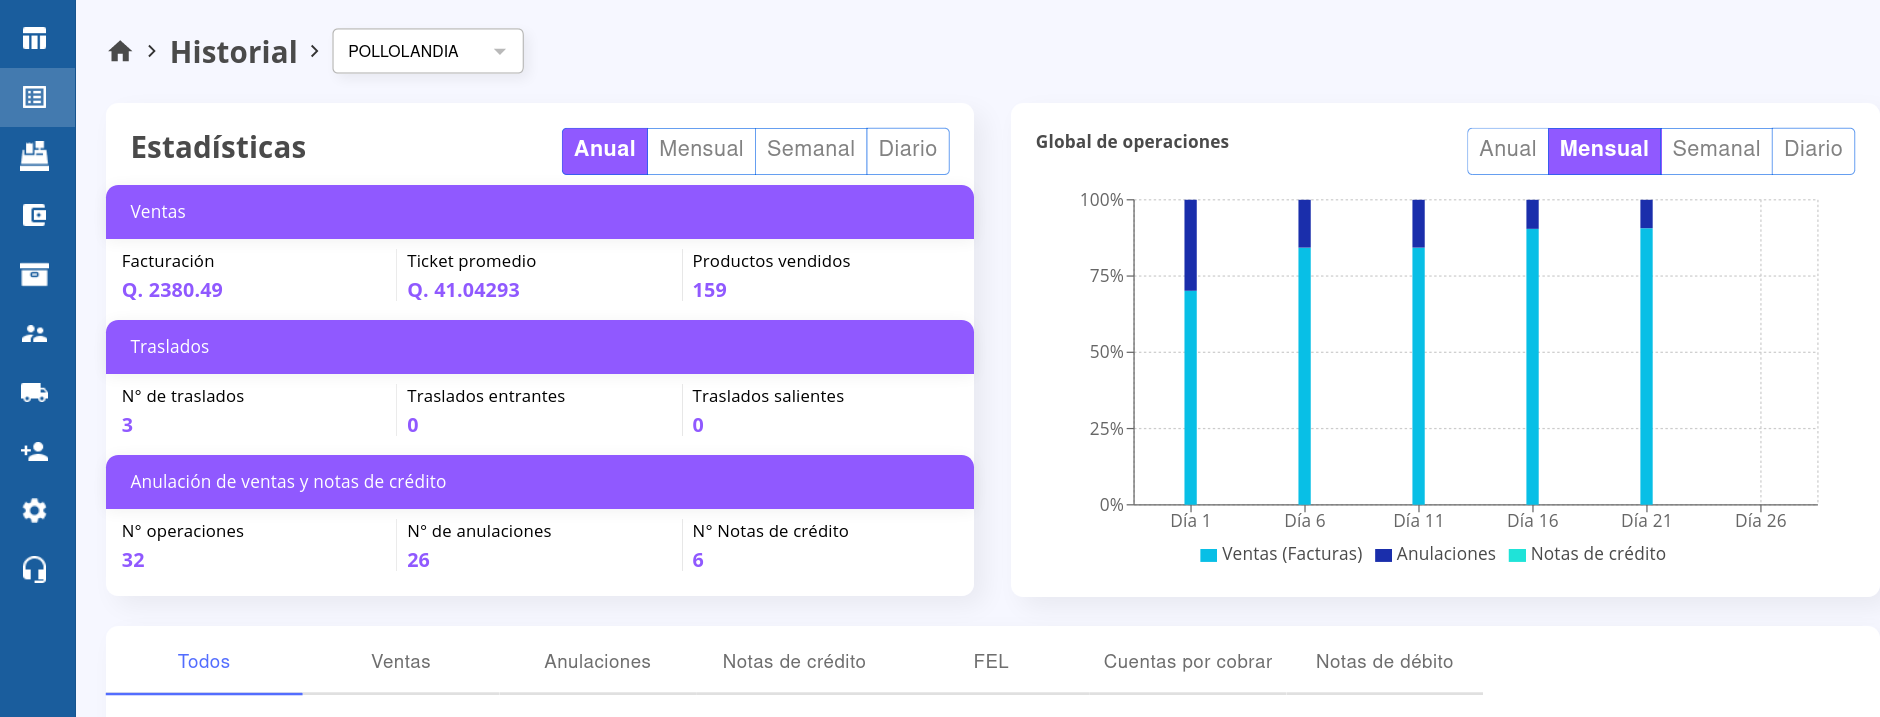 Historial
POLLOLANDIA
Estadísticas
Anual Mensual Semanal Diario
Ventas
Facturación Ticket promedio Productos vendidos
Q. 2380.49 Q. 41.04293 159
Traslados
N° de traslados Traslados entrantes Traslados salientes
3 0 0
Anulación de ventas y notas de crédito
N° operaciones N° de anulaciones N° Notas de crédito
32 26 6
Global de operaciones
Anual Mensual Semanal Diario
100%
75%
50%
25%
0%
Día 1 Día 6 Día 11 Día 16 Día 21 Día 26
Ventas (Facturas) Anulaciones Notas de crédito
Todos Ventas Anulaciones Notas de crédito FEL Cuentas por cobrar Notas de débito